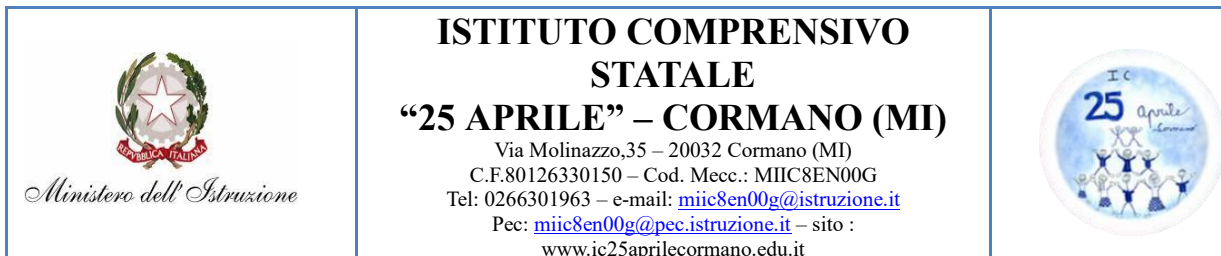 REPVBBLICA ITALIANA
Ministero dell' Istruzione
ISTITUTO COMPRENSIVO
STATALE
“25 APRILE” – CORMANO (MI)
Via Molinazzo,35 – 20032 Cormano (MI)
C.F.80126330150 – Cod. Mecc.: MIIC8EN00G
Tel: 0266301963 – e-mail: miic8en00g@istruzione.it
Pec: miic8en00g@pec.istruzione.it – sito :
www.ic25aprilecormano.edu.it
IC
25 aprile
Cormano